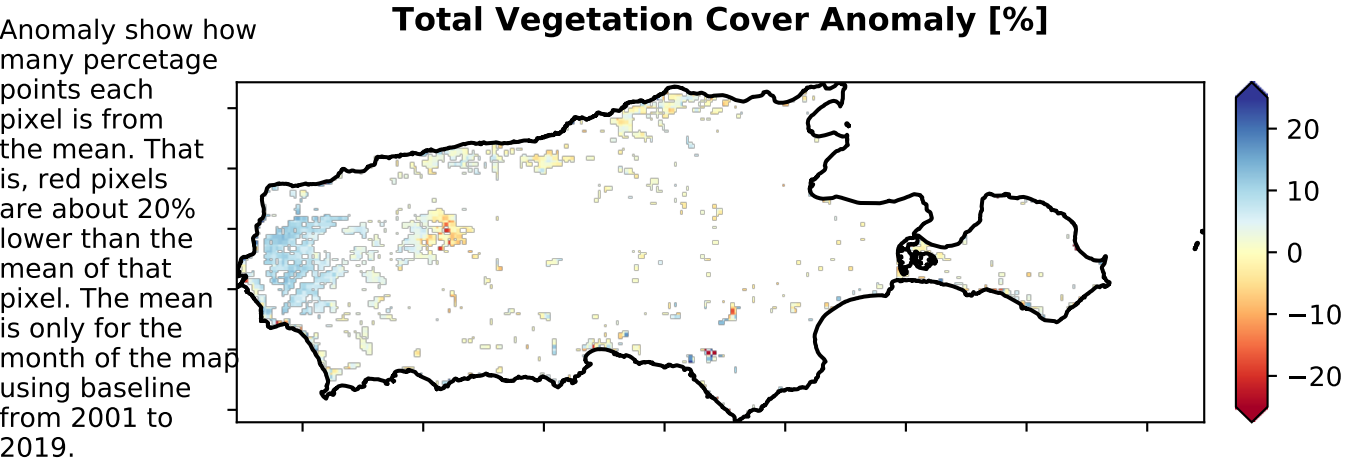 Total Vegetation Cover Anomaly [%]
Anomaly show how
many percetage
points each
pixel is from
the mean. That
is, red pixels
are about 20%
lower than the
mean of that
pixel. The mean
is only for the
month of the map
using baseline
from 2001 to
2019.
20
10
0
−10
−20